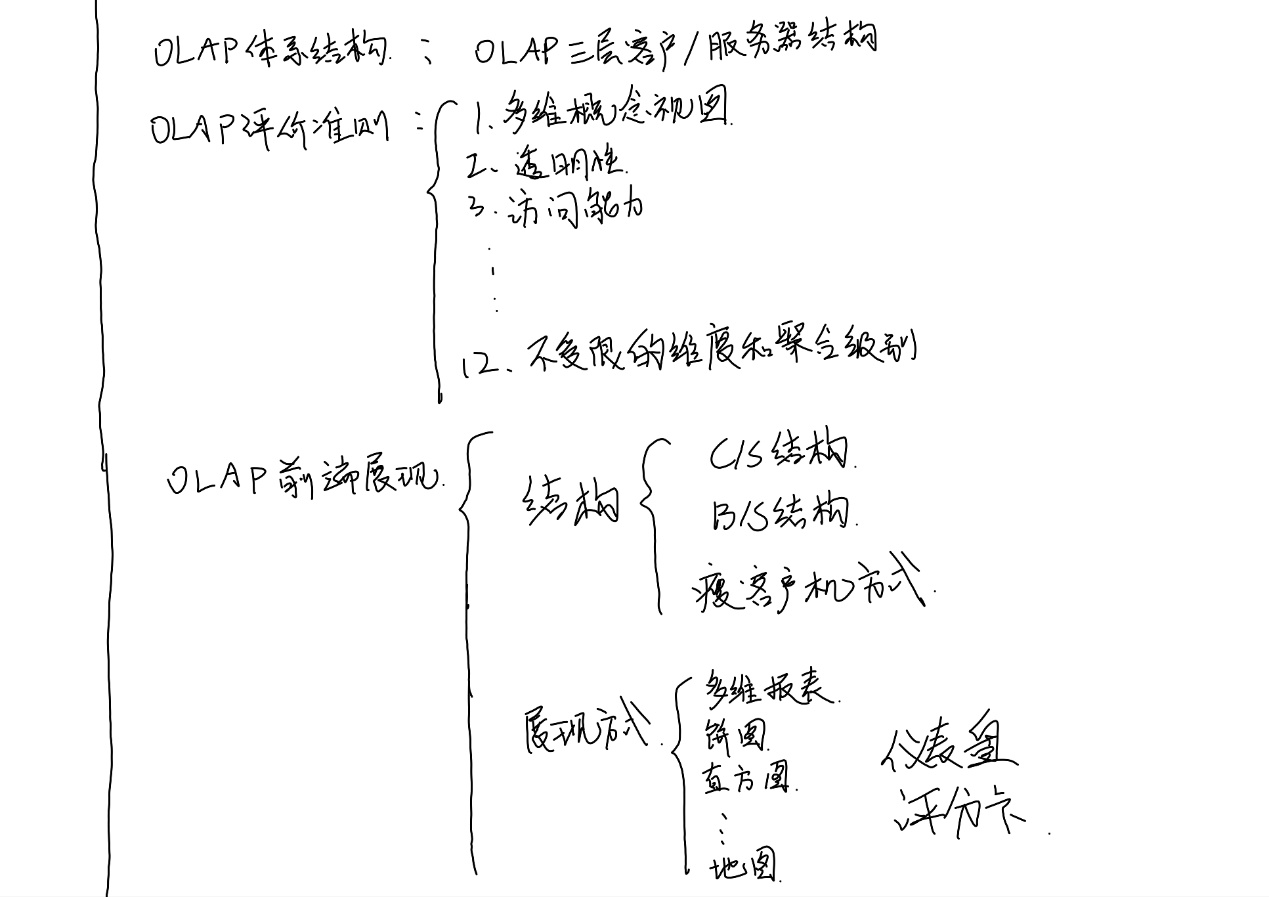 OLAP体系结构: OLAP三层客户/服务器结构
OLAP评价准则:
1.多维概念视图.
2、透明性.
3.访问能力
12、不受限的维度和聚合级别
OLAP前端展现.
结构
C/S结构.
B/S结构.
瘦客户机方式.
展现方式.
多维报表.
饼图.
直方图.
地图.
仪表盘
评分卡.